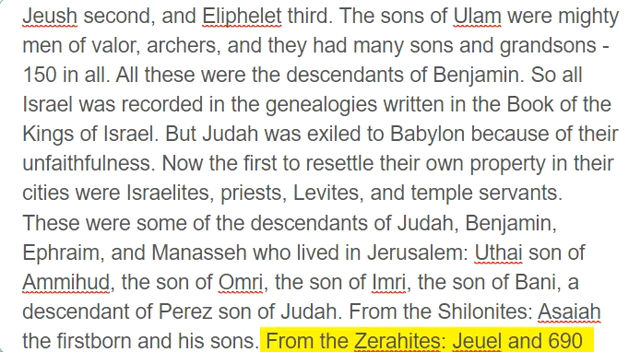 Jeush second, and Eliphelet third. The sons of Ulam were mighty
men of valor, archers, and they had many sons and grandsons -
150 in all. All these were the descendants of Benjamin. So all
Israel was recorded in the genealogies written in the Book of the
Kings of Israel. But Judah was exiled to Babylon because of their
unfaithfulness. Now the first to resettle their own property in their
cities were Israelites, priests, Levites, and temple servants.
These were some of the descendants of Judah, Benjamin,
Ephraim, and Manasseh who lived in Jerusalem: Uthai son of
Ammihud, the son of Omri, the son of Imri, the son of Bani, a
descendant of Perez son of Judah. From the Shilonites: Asaiah
the firstborn and his sons. From the Zerahites: Jeuel and 690